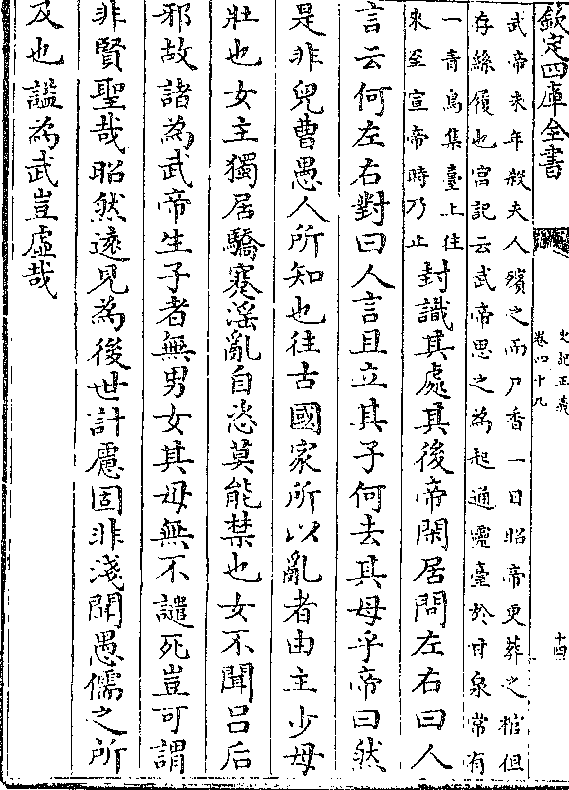 欽定四庫全書
史記正義
卷四十九
十四
武帝末年殺夫人殯之而尸香一日昭帝更葬之棺但
存絲履也宫記云武帝思之為起通靈臺於甘泉常有
一青鳥集臺上往
來至宣帝時乃止
封識其處其後帝閑居問左右曰人
言云何左右對曰人言且立其子何去其母乎帝曰然
是非兒曹愚人所知也往古國家所以亂者由主少母
壯也女主獨居驕蹇淫亂自恣莫能禁也女不聞呂后
邪故諸為武帝生子者無男女其母無不譴死豈可謂
非賢聖哉昭然遠見為後世計慮固非淺聞愚儒之所
及也諡為武豈虛哉